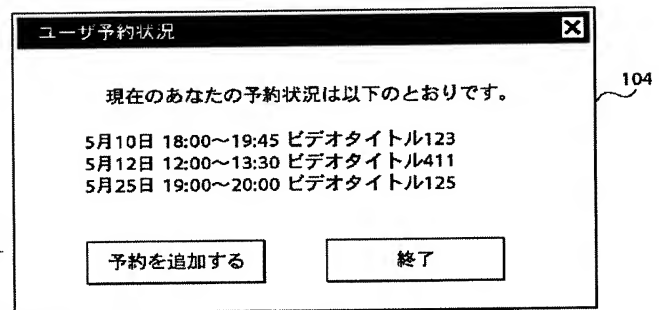 ユーザ予約状況
現在のあなたの予約状況は以下のとおりです。
5月10日 18:00～19:45 ビデオタイトル123
5月12日 12:00～13:30 ビデオタイトル411
5月25日 19:00～20:00 ビデオタイトル125
予約を追加する
終了
104